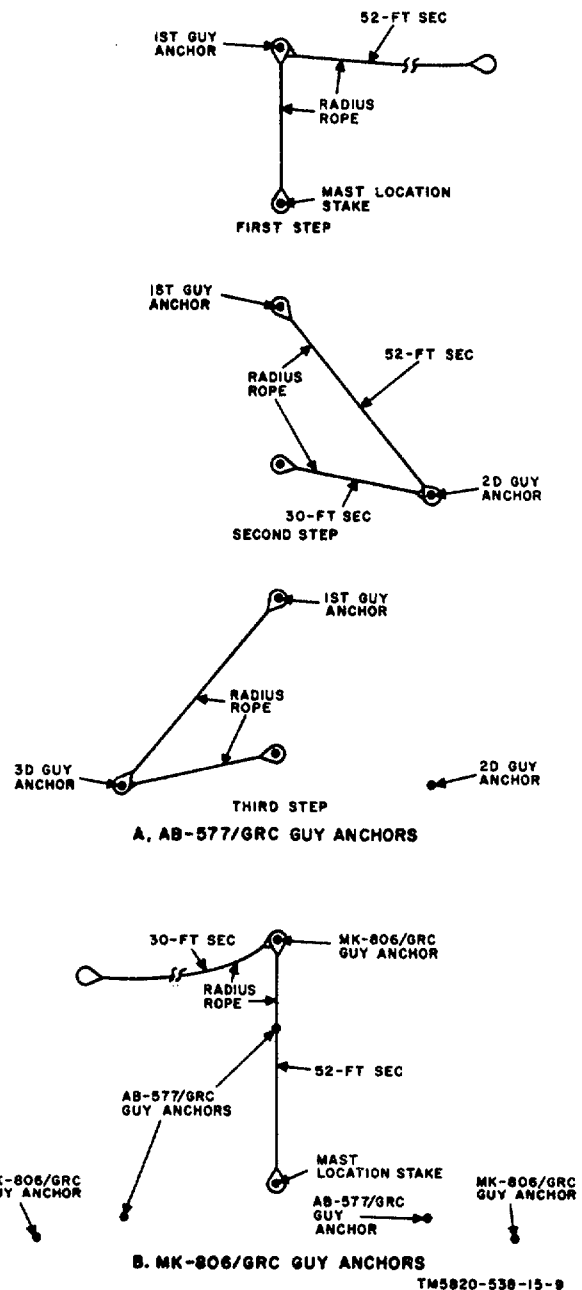 52-FT SEC
1ST GUY
ANCHOR
RADIUS
ROPE
MAST LOCATION
STAKE
FIRST STEP
1ST GUY
ANCHOR
52-FT SEC
RADIUS
ROPE
2D GUY
ANCHOR
30-FT SEC
SECOND STEP
1ST GUY
ANCHOR
RADIUS
ROPE
3D GUY
ANCHOR
2D GUY
ANCHOR
THIRD STEP
A, AB-577/GRC GUY ANCHORS
30-FT SEC
MK-806/GRC
GUY ANCHOR
RADIUS
ROPE
52-FT SEC
AB-577/GRC
GUY ANCHORS
MAST
LOCATION STAKE
K-806/GRC
UY ANCHOR
AB-577/GRC
GUY
ANCHOR
MK-806/GRC
GUY ANCHOR
B. MK-806/GRC GUY ANCHORS
TM5820-538-15-9